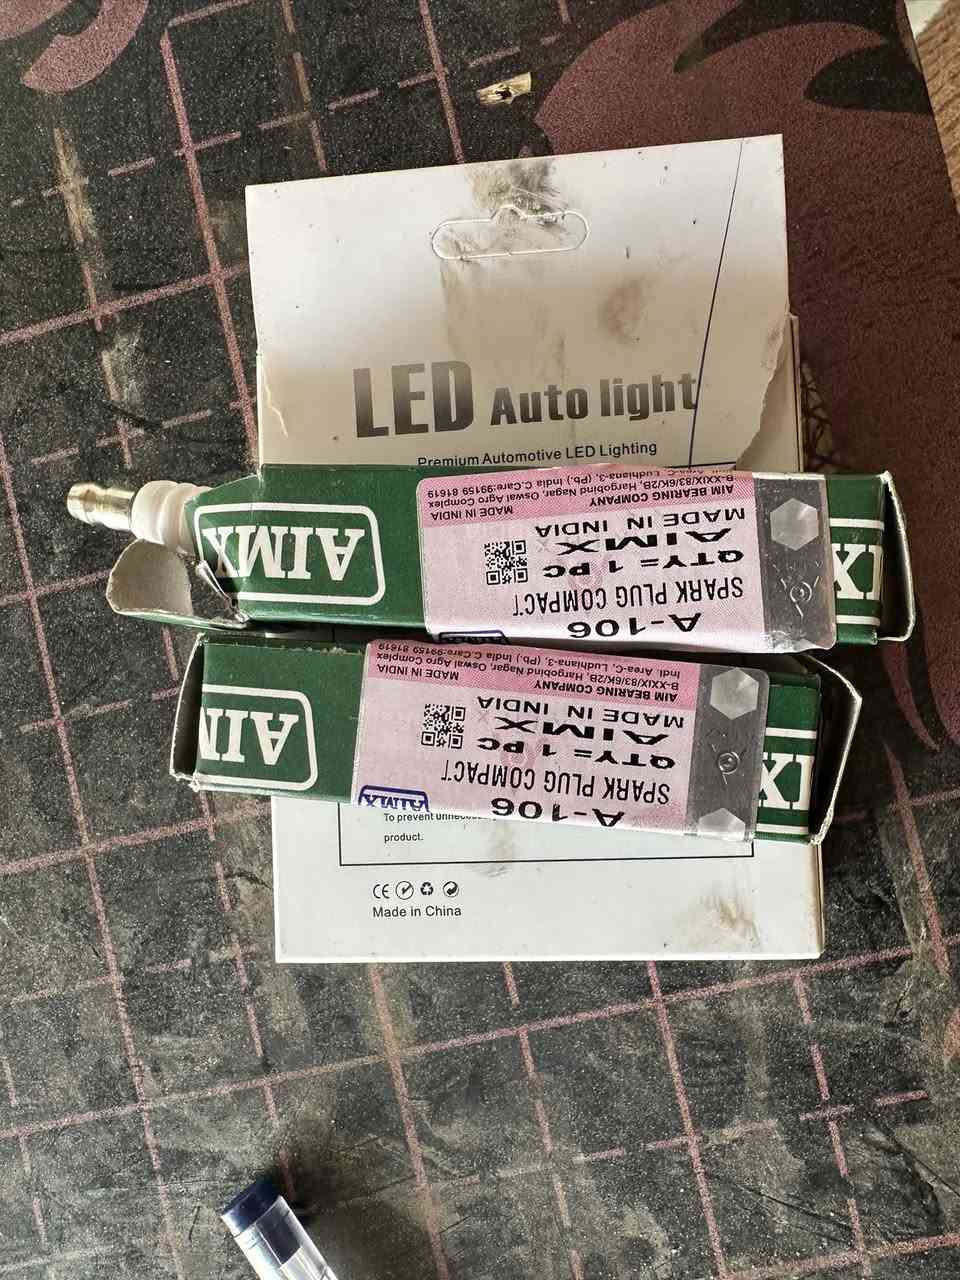 LED Auto light
Premium Automotive LED Lighting
AIMX
A-106
SPARK PLUG COMPACT
QTY=1 PC
AIMX
MADE IN INDIA
AIM BEARING COMPANY
MADE IN INDIA
B-XXIX/83/6K/2B, Hargobind Nagar, Oswal Agro Complex
Indl. Area-C, Ludhiana-3, (Pb.) India C.Care:99159 81619
AIMX
AIMX
A-106
SPARK PLUG COMPACT
QTY=1 PC
AIMX
MADE IN INDIA
AIM BEARING COMPANY
MADE IN INDIA
B-XXIX/83/6K/2B, Hargobind Nagar, Oswal Agro Complex
Indl. Area-C, Ludhiana-3, (Pb.) India C.Care:99159 81619
AIMX
To prevent
product.
CE
Made in China